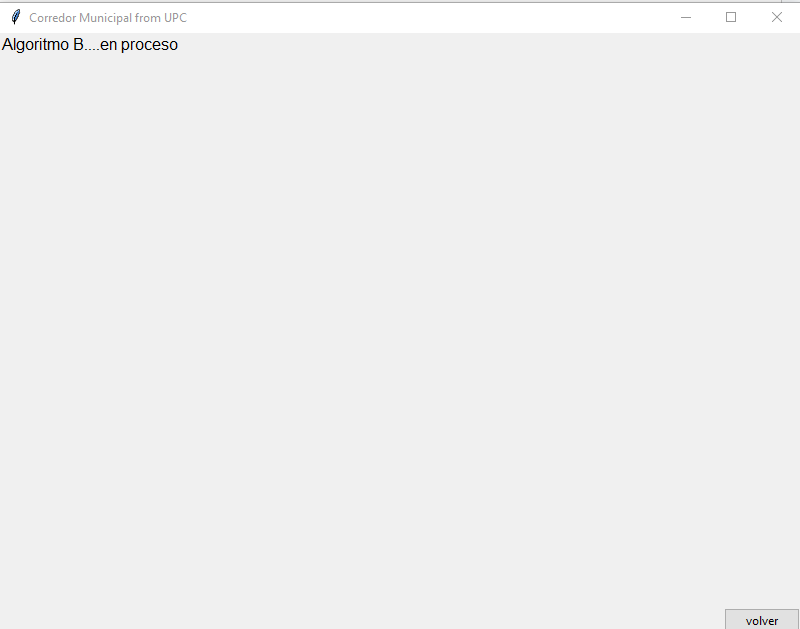 Corredor Municipal from UPC
Algoritmo B....en proceso
volver